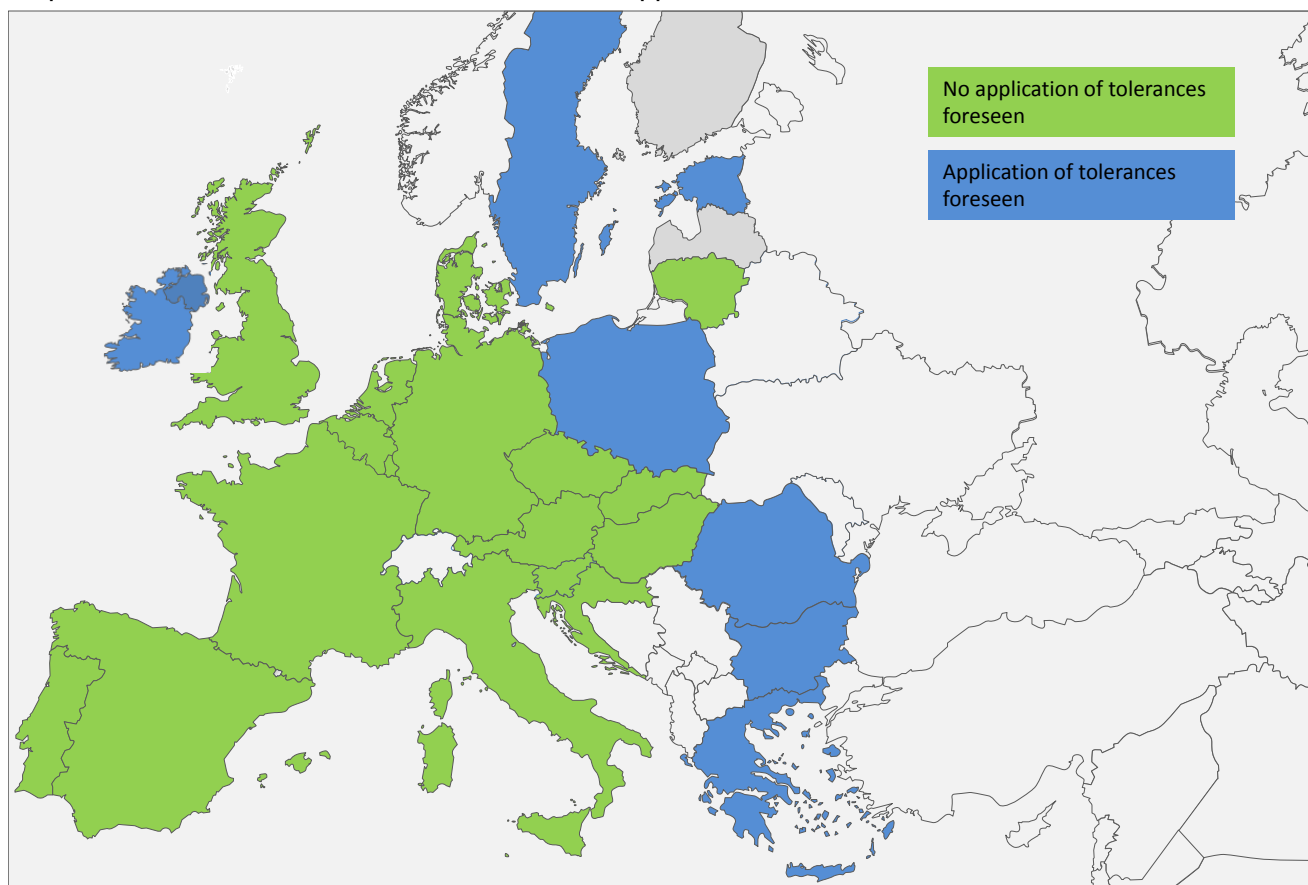 No application of tolerances
foreseen
Application of tolerances
foreseen